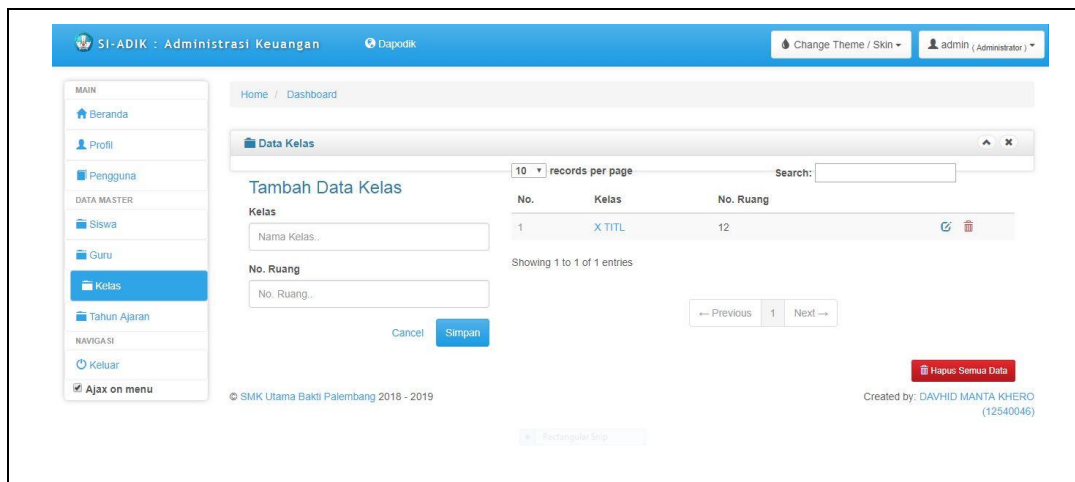 SI-ADIK : Administrasi Keuangan
Dapodik
Change Theme / Skin
admin ( Administrator )
MAIN
Beranda
Profil
Pengguna
DATA MASTER
Siswa
Guru
Kelas
Tahun Ajaran
NAVIGASI
Keluar
Ajax on menu
Home / Dashboard
Data Kelas
Tambah Data Kelas
Kelas
Nama Kelas..
No. Ruang
No. Ruang..
Cancel Simpan
10 records per page
Search:
No. Kelas No. Ruang
1 X TITL 12
Showing 1 to 1 of 1 entries
← Previous 1 Next →
Hapus Semua Data
© SMK Utama Bakti Palembang 2018 - 2019
Created by: DAVHID MANTA KHERO
(12540046)
Rectangular Snip